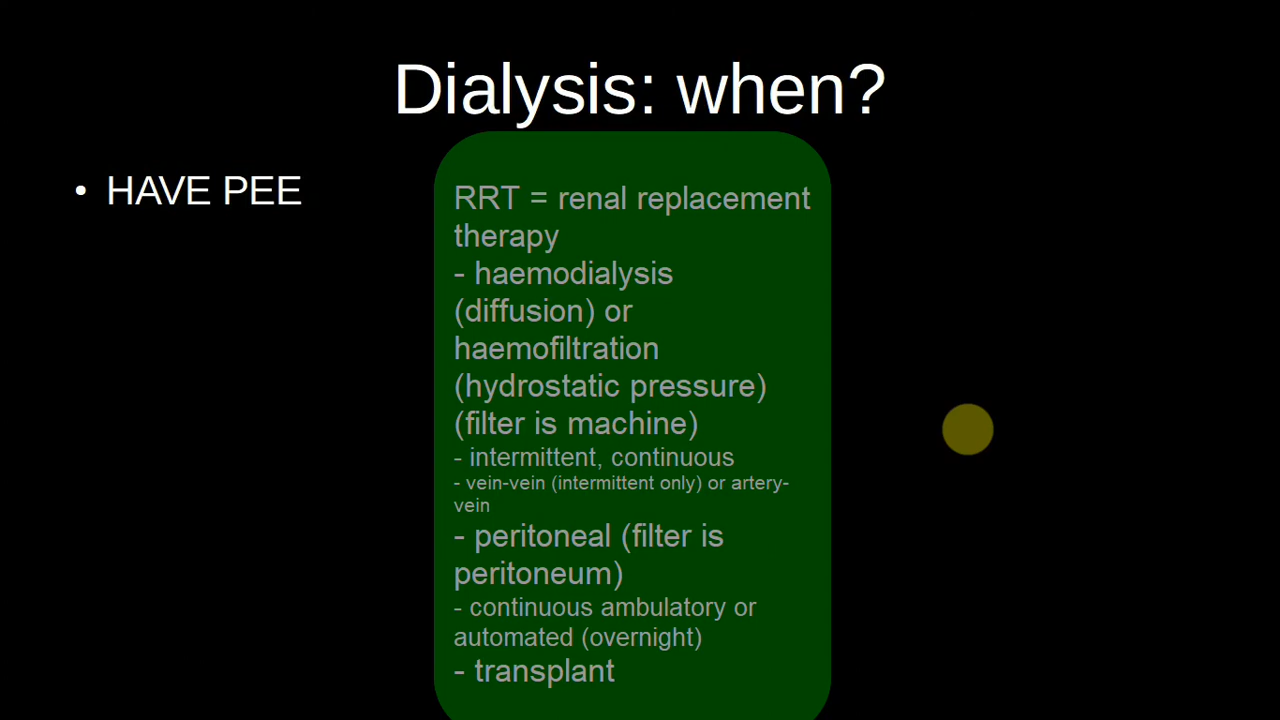 Dialysis: when?
• HAVE PEE
RRT = renal replacement
therapy
- haemodialysis
(diffusion) or
haemofiltration
(hydrostatic pressure)
(filter is machine)
- intermittent, continuous
- vein-vein (intermittent only) or artery-
vein
- peritoneal (filter is
peritoneum)
- continuous ambulatory or
automated (overnight)
- transplant